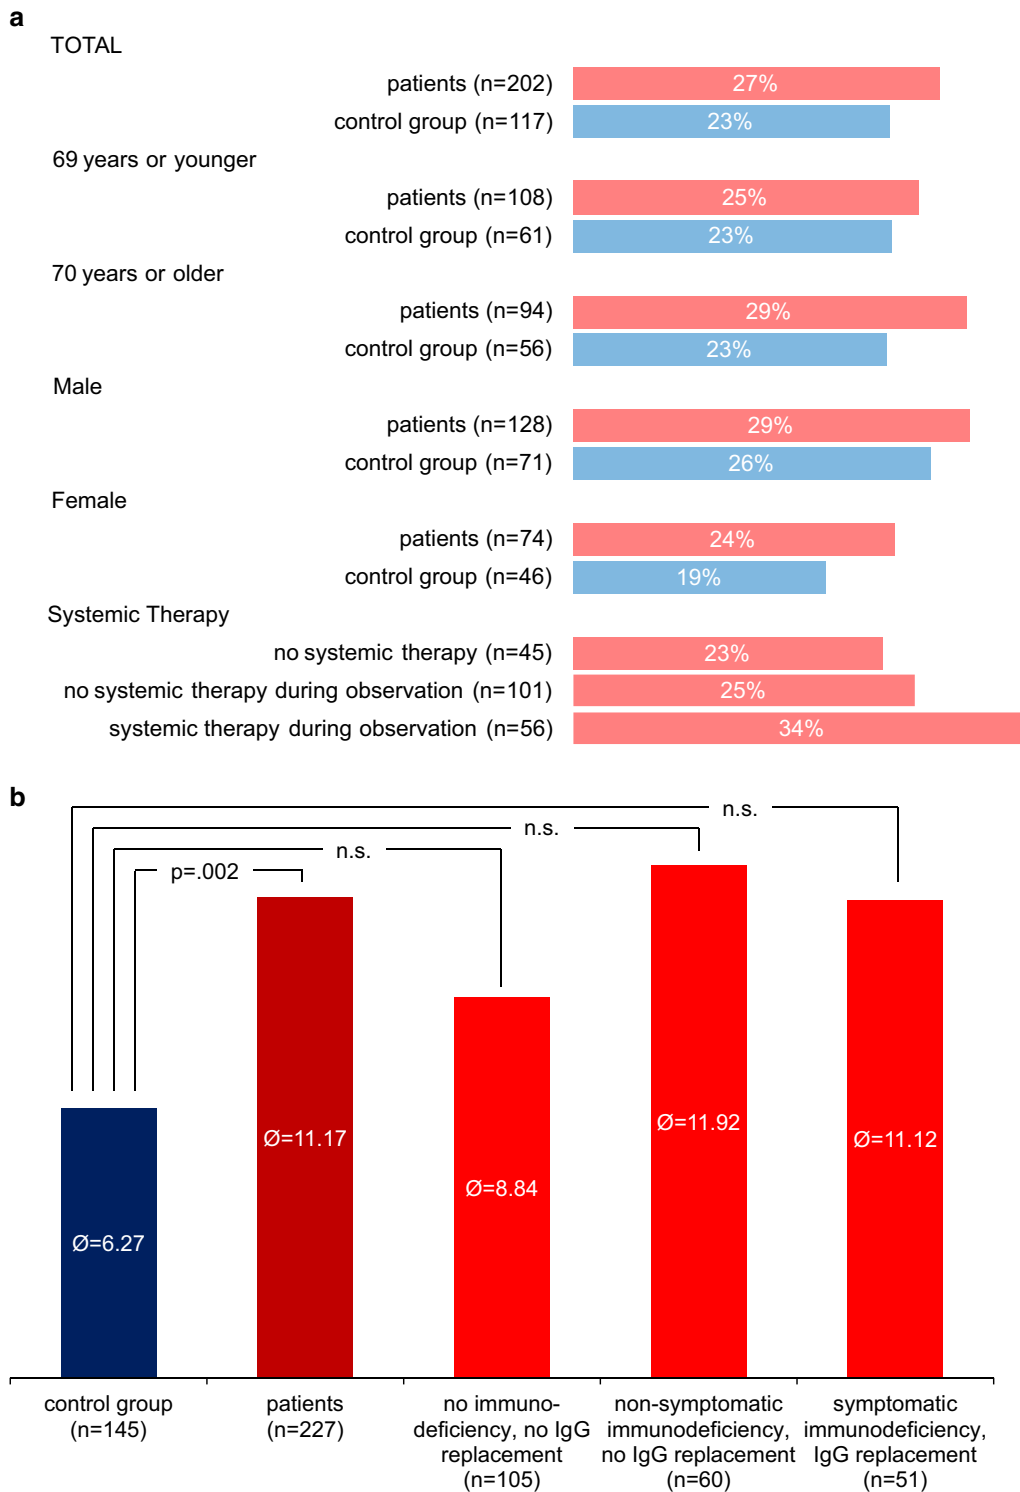 a
TOTAL
patients (n=202) 27%
control group (n=117) 23%
69 years or younger
patients (n=108) 25%
control group (n=61) 23%
70 years or older
patients (n=94) 29%
control group (n=56) 23%
Male
patients (n=128) 29%
control group (n=71) 26%
Female
patients (n=74) 24%
control group (n=46) 19%
Systemic Therapy
no systemic therapy (n=45) 23%
no systemic therapy during observation (n=101) 25%
systemic therapy during observation (n=56) 34%
b
n.s.
n.s.
n.s.
p=.002
Ø=6.27
Ø=11.17
Ø=8.84
Ø=11.92
Ø=11.12
control group
(n=145)
patients
(n=227)
no immuno-
deficiency, no IgG
replacement
(n=105)
non-symptomatic
immunodeficiency,
no IgG replacement
(n=60)
symptomatic
immunodeficiency,
IgG replacement
(n=51)